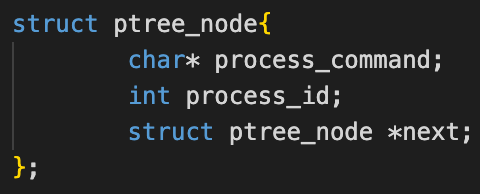 struct ptree_node{
char* process_command;
int process_id;
struct ptree_node *next;
};